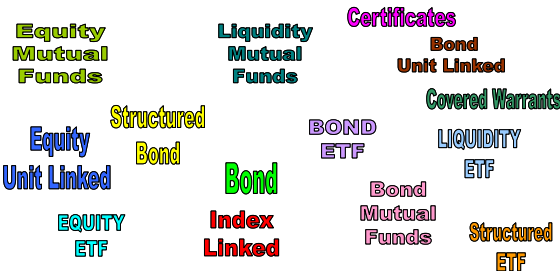 Equity
Mutual
Funds
Liquidity
Mutual
Funds
Certificates
Bond
Unit Linked
Covered Warrants
Structured
Bond
Equity
Unit Linked
BOND
ETF
LIQUIDITY
ETF
Bond
Bond
Mutual
Funds
EQUITY
ETF
Index
Linked
Structured
ETF